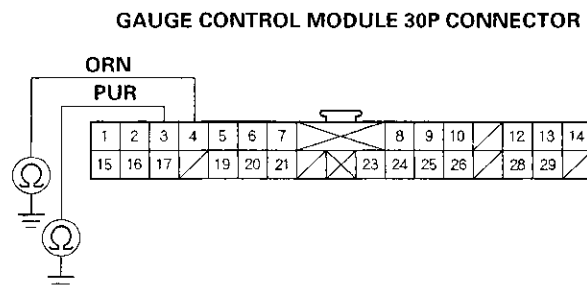 GAUGE CONTROL MODULE 30P CONNECTOR
ORN
PUR
1 2 3 4 5 6 7 8 9 10 12 13 14
15 16 17 19 20 21 23 24 25 26 28 29
Ω
Ω